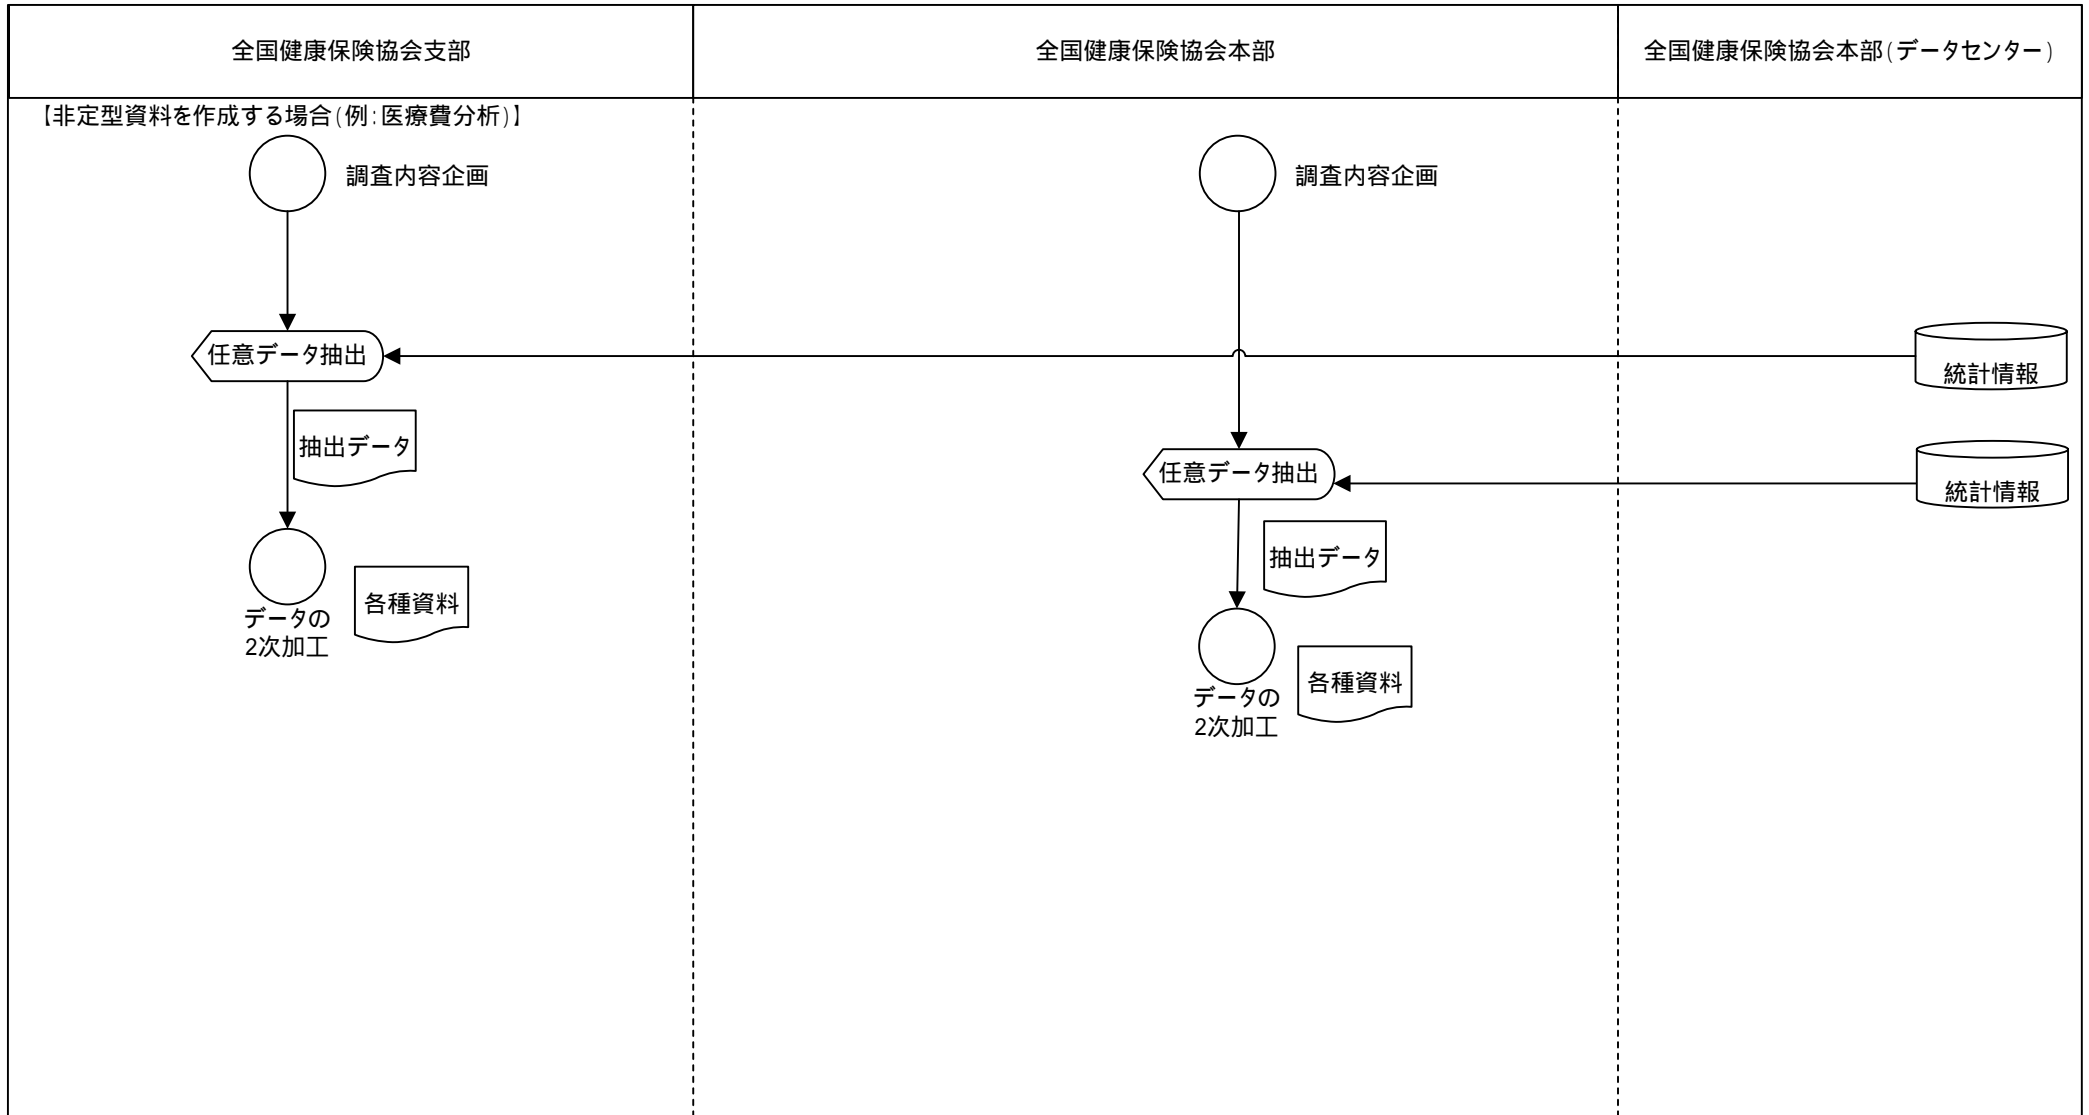 全国健康保険協会支部
全国健康保険協会本部
全国健康保険協会本部(データセンター)
【非定型資料を作成する場合(例:医療費分析)】
調査内容企画
調査内容企画
任意データ抽出
統計情報
抽出データ
任意データ抽出
統計情報
抽出データ
各種資料
データの
2次加工
各種資料
データの
2次加工